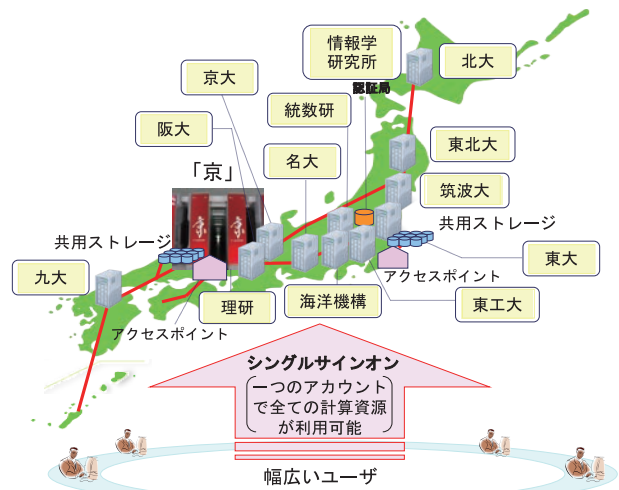 情報学
研究所
北大
京大
認証局
統数研
阪大
東北大
名大
「京」
筑波大
京
京
共用ストレージ
共用ストレージ
九大
東大
アクセスポイント
理研
海洋機構
東工大
アクセスポイント
シングルサインオン
一つのアカウント
で全ての計算資源
が利用可能
幅広いユーザ